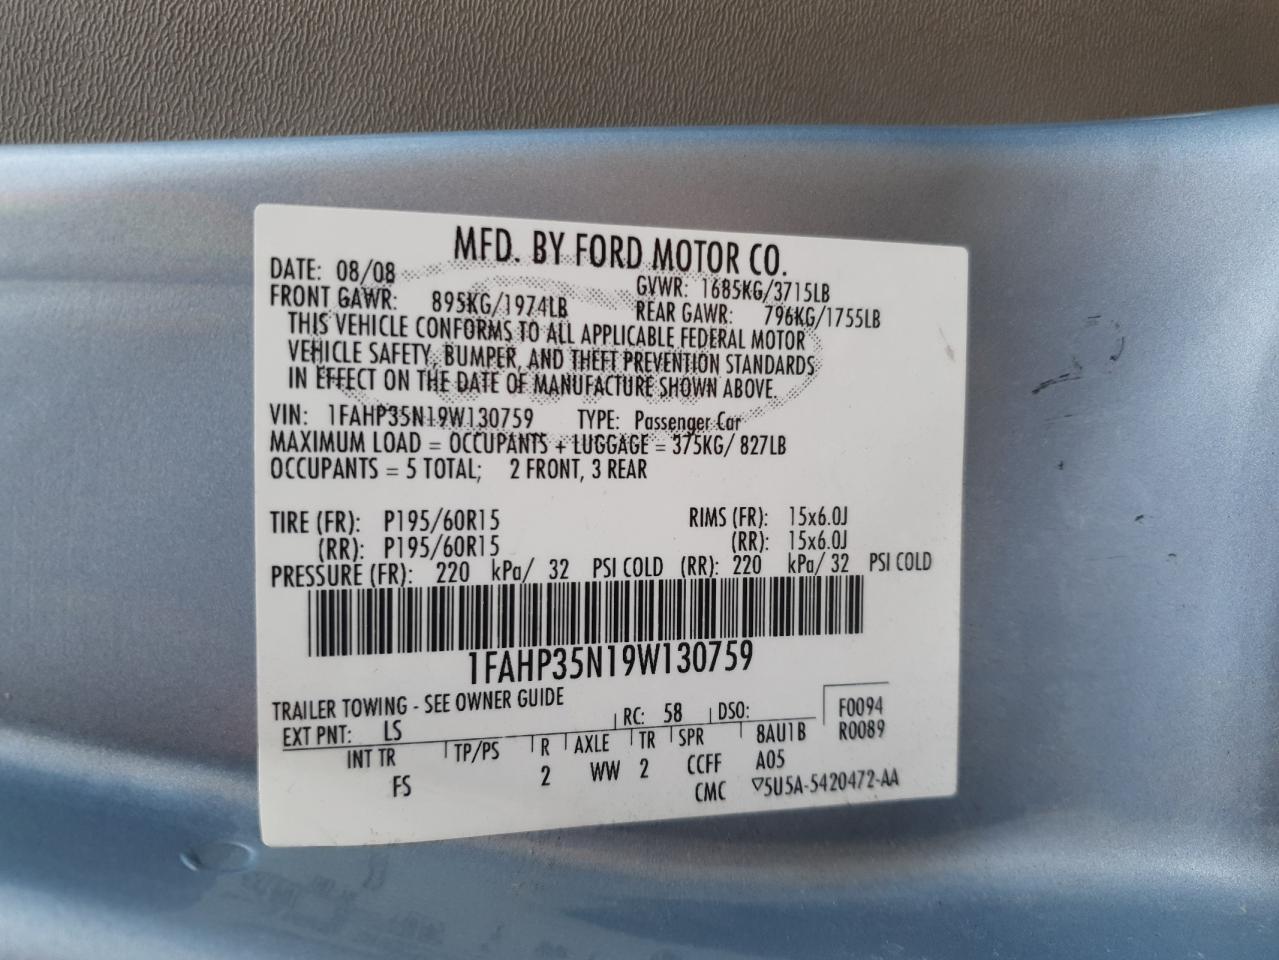 MFD. BY FORD MOTOR CO.
DATE: 08/08 GVWR: 1685KG/3715LB
FRONT GAWR: 895KG/1974LB REAR GAWR: 796KG/1755LB
THIS VEHICLE CONFORMS TO ALL APPLICABLE FEDERAL MOTOR
VEHICLE SAFETY, BUMPER, AND THEFT PREVENTION STANDARDS
IN EFFECT ON THE DATE OF MANUFACTURE SHOWN ABOVE.
VIN: 1FAHP35N19W130759 TYPE: Passenger Car
MAXIMUM LOAD = OCCUPANTS + LUGGAGE = 375KG/ 827LB
OCCUPANTS = 5 TOTAL; 2 FRONT, 3 REAR
TIRE (FR): P195/60R15 RIMS (FR): 15x6.0J
(RR): P195/60R15 (RR): 15x6.0J
PRESSURE (FR): 220 kPa/ 32 PSI COLD (RR): 220 kPa/ 32 PSI COLD
1FAHP35N19W130759
TRAILER TOWING - SEE OWNER GUIDE
EXT PNT: LS RC: 58 DSO: F0094
INT TR TP/PS R AXLE TR SPR 8AU1B R0089
FS 2 WW 2 CCFF A05
CMC ▽5U5A-5420472-AA